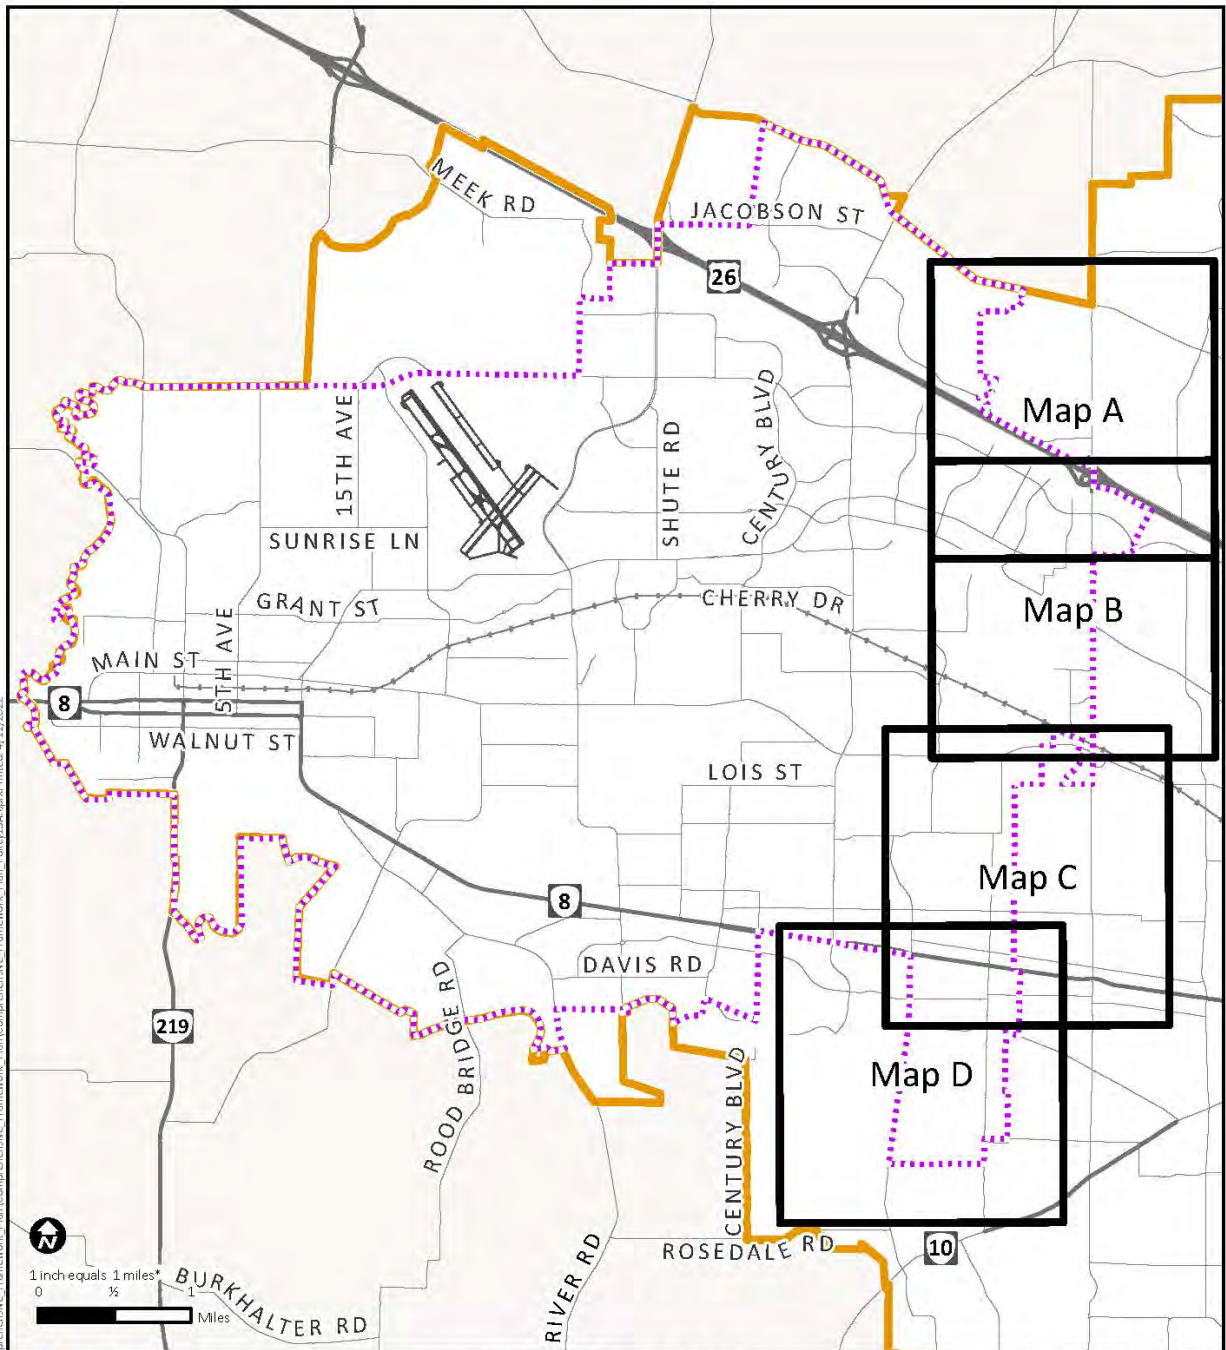 MEEK RD
JACOBSON ST
26
Map A
15TH AVE
SHUTE RD
CENTURY BLVD
SUNRISE LN
GRANT ST
CHERRY DR
Map B
5TH AVE
MAIN ST
8
WALNUT ST
LOIS ST
Map C
8
DAVIS RD
219
ROOD BRIDGE RD
Map D
CENTURY BLVD
ROSEDALE RD
10
RIVER RD
BURKHALTER RD
N
1 inch equals 1 miles*
0 ½ 1
Miles